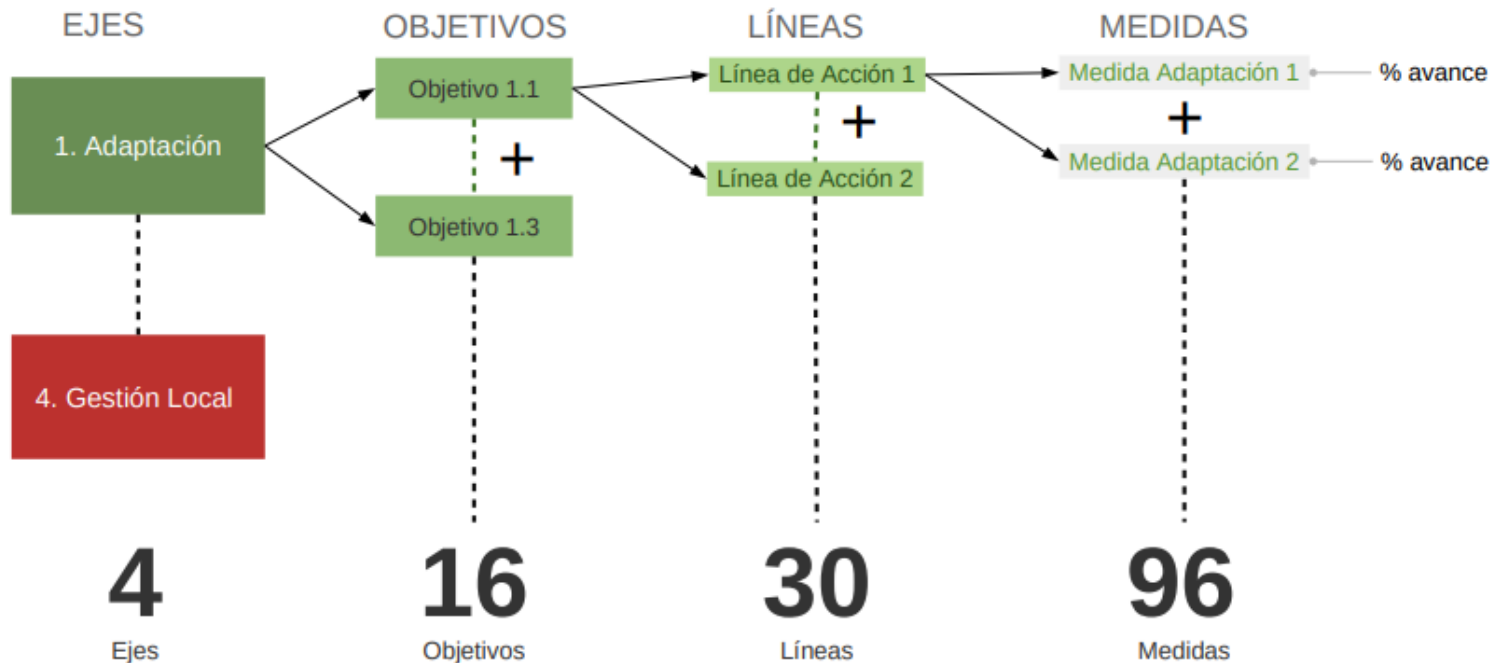 EJES
OBJETIVOS
LÍNEAS
MEDIDAS
1. Adaptación
Objetivo 1.1
+
Objetivo 1.3
Línea de Acción 1
+
Línea de Acción 2
Medida Adaptación 1
% avance
+
Medida Adaptación 2
% avance
4. Gestión Local
4
Ejes
16
Objetivos
30
Líneas
96
Medidas